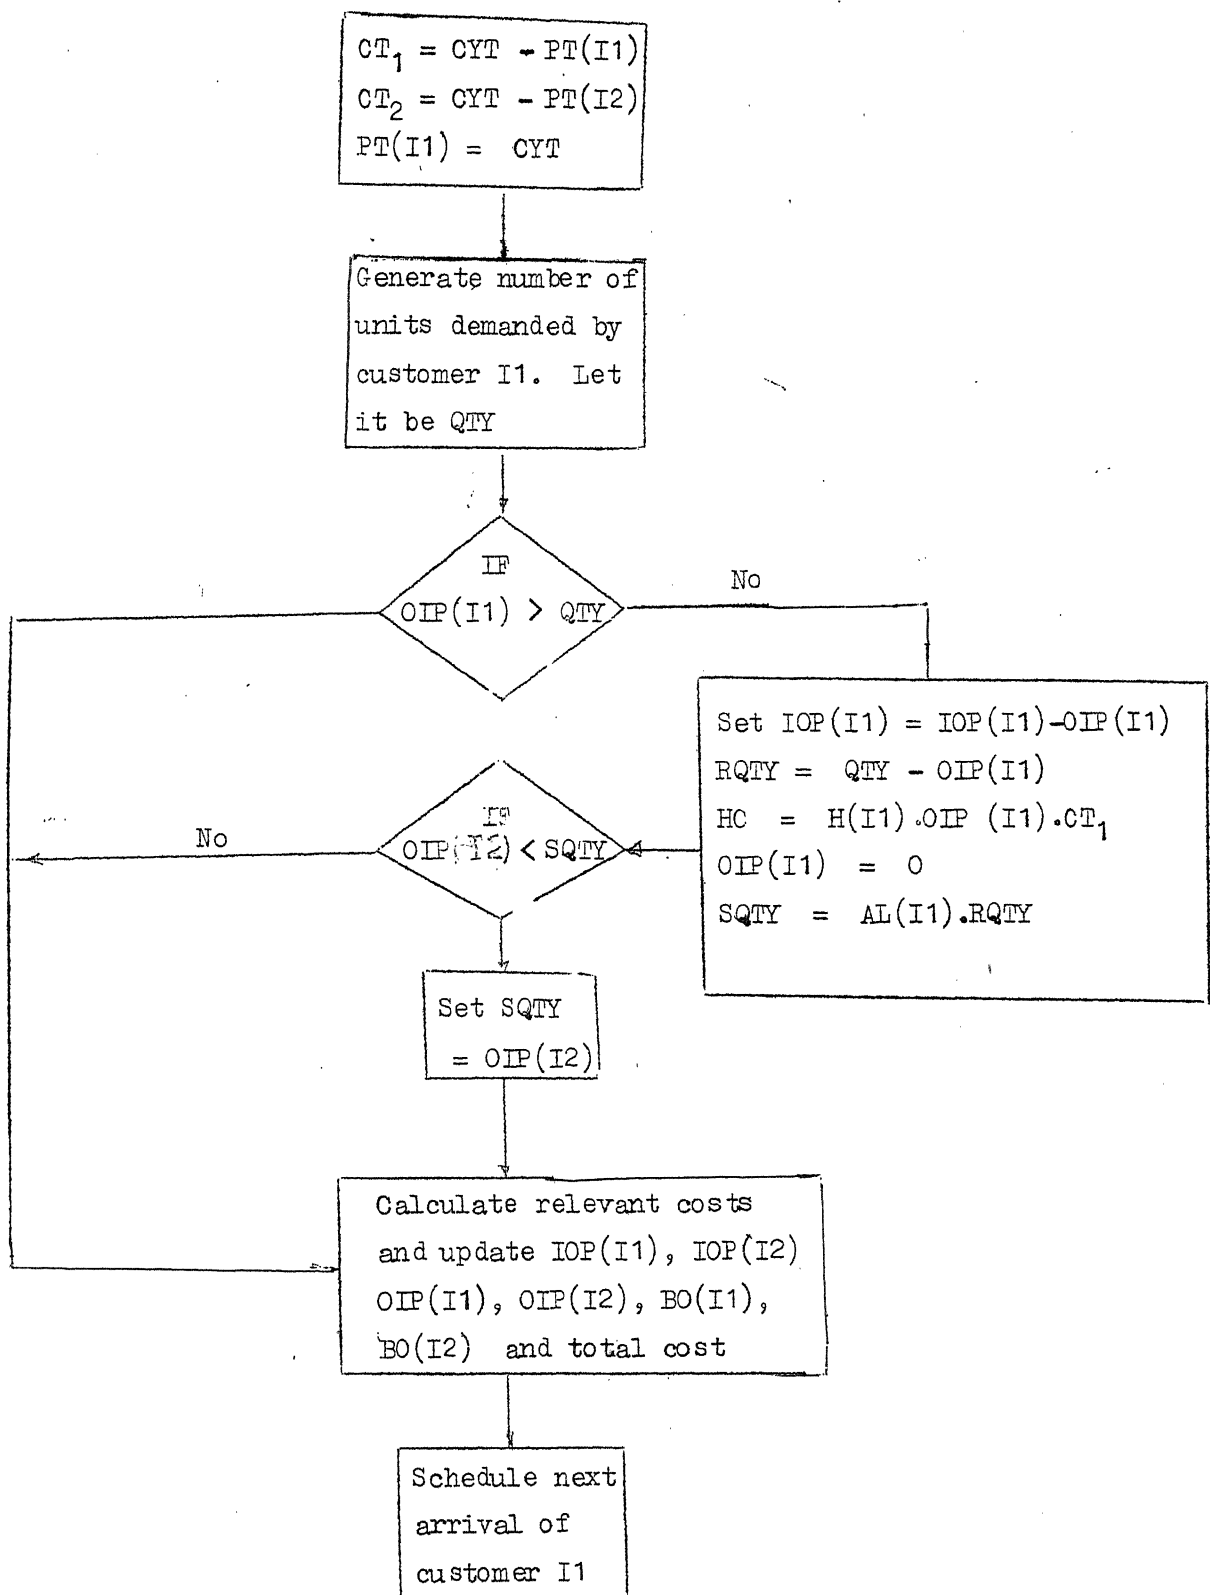 CT₁ = CYT - PT(I1)
CT₂ = CYT - PT(I2)
PT(I1) = CYT
Generate number of
units demanded by
customer I1. Let
it be QTY
IF
OIP(I1) > QTY
No
Set IOP(I1) = IOP(I1)-OIP(I1)
RQTY = QTY - OIP(I1)
HC = H(I1).OIP (I1).CT₁
OIP(I1) = 0
SQTY = AL(I1).RQTY
IF
OIP(I2) < SQTY
No
Set SQTY
= OIP(I2)
Calculate relevant costs
and update IOP(I1), IOP(I2)
OIP(I1), OIP(I2), BO(I1),
BO(I2) and total cost
Schedule next
arrival of
customer I1